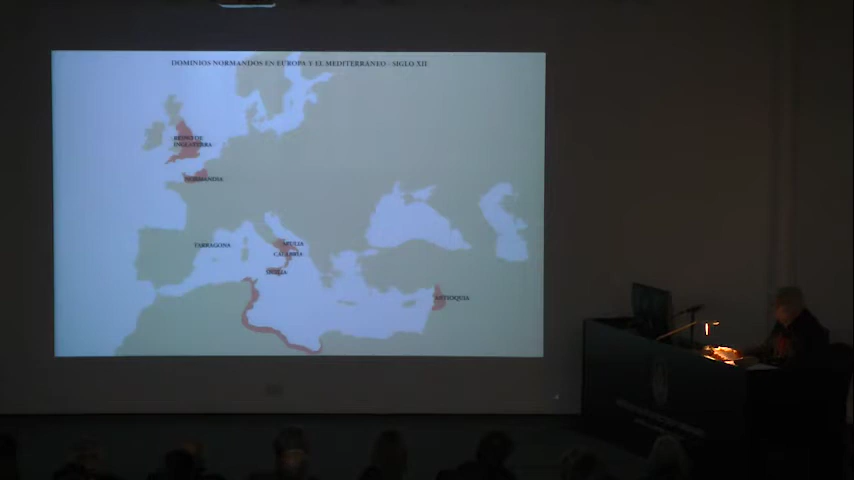 DOMINIOS NORMANDOS EN EUROPA Y EL MEDITERRANEO - SIGLO XII
REINO DE
INGLATERRA
NORMANDIA
TARRAGONA
APULIA
CALABRIA
SICILIA
ANTIOQUIA